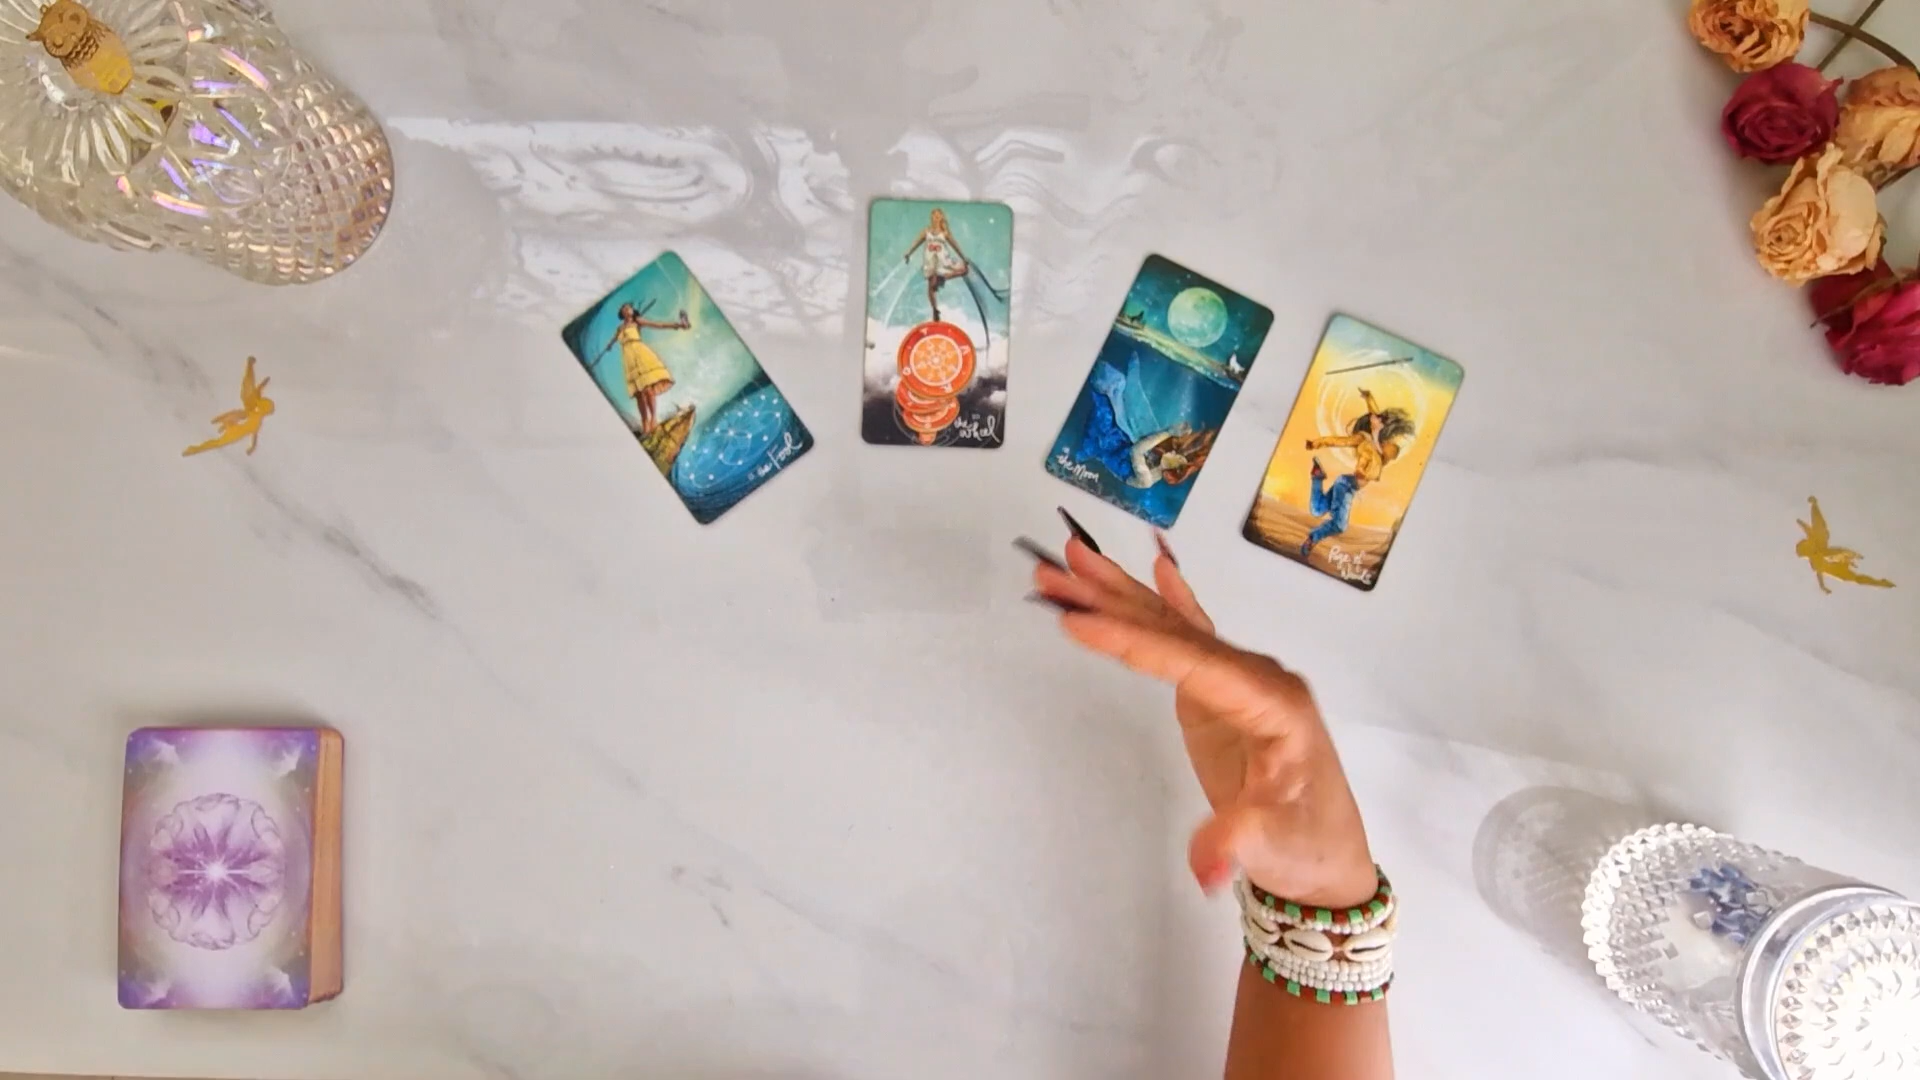 the Fool
the
Wheel
the Moon
Page of
Wands